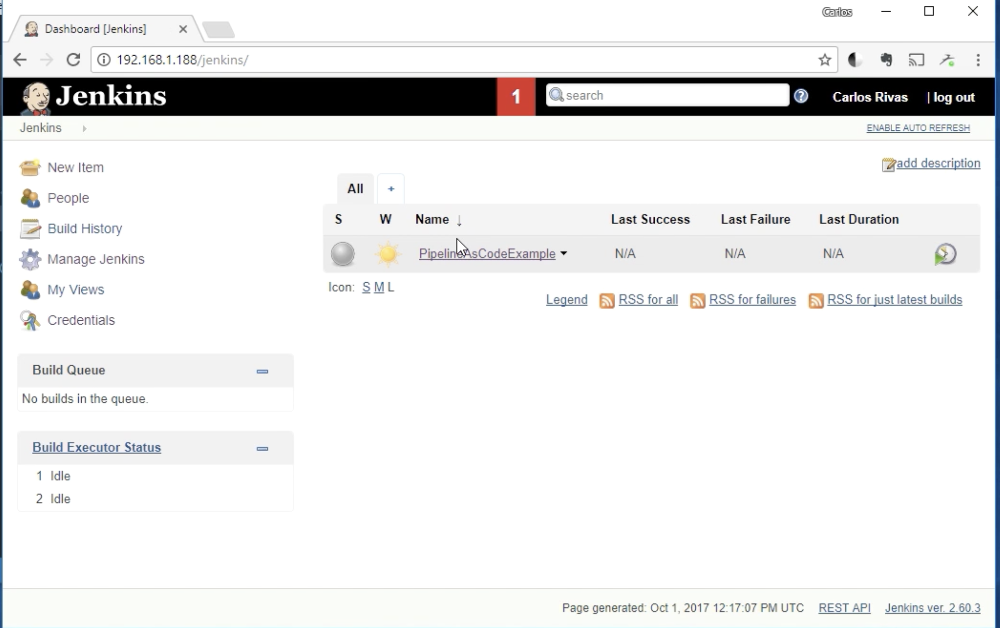 Carlos
Dashboard [Jenkins]
192.168.1.188/jenkins/
Jenkins
1
search
Carlos Rivas | log out
Jenkins
ENABLE AUTO REFRESH
New Item
People
Build History
Manage Jenkins
My Views
Credentials
add description
All +
S W Name ↓ Last Success Last Failure Last Duration
PipelineAsCodeExample N/A N/A N/A
Icon: S M L
Legend RSS for all RSS for failures RSS for just latest builds
Build Queue
No builds in the queue.
Build Executor Status
1 Idle
2 Idle
Page generated: Oct 1, 2017 12:17:07 PM UTC REST API Jenkins ver. 2.60.3